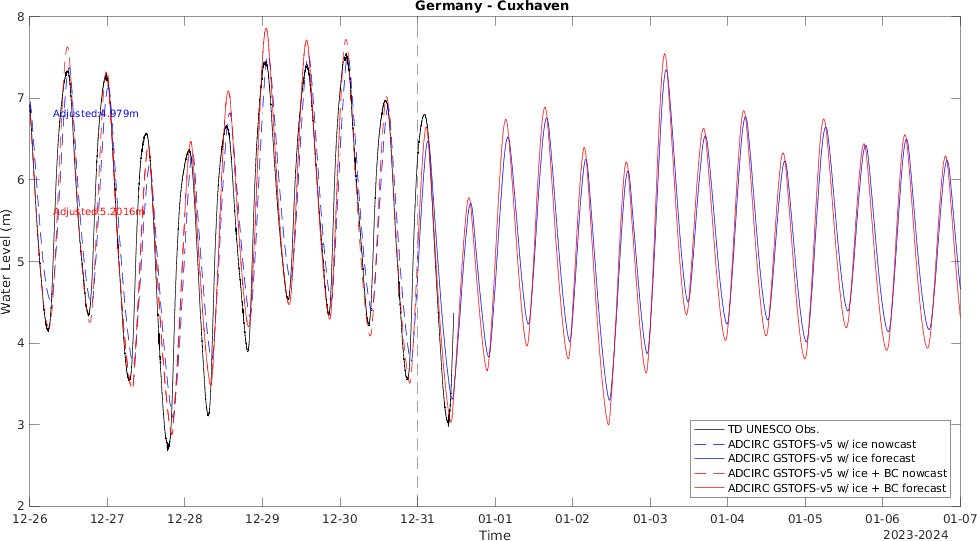 Germany - Cuxhaven
8
7
Adjusted:4.979m
6
Adjusted:5.2016m
5
Water Level (m)
4
3
TD UNESCO Obs.
ADCIRC GSTOFS-v5 w/ ice nowcast
ADCIRC GSTOFS-v5 w/ ice forecast
ADCIRC GSTOFS-v5 w/ ice + BC nowcast
ADCIRC GSTOFS-v5 w/ ice + BC forecast
2
12-26 12-27 12-28 12-29 12-30 12-31 01-01 01-02 01-03 01-04 01-05 01-06 01-07
Time
2023-2024